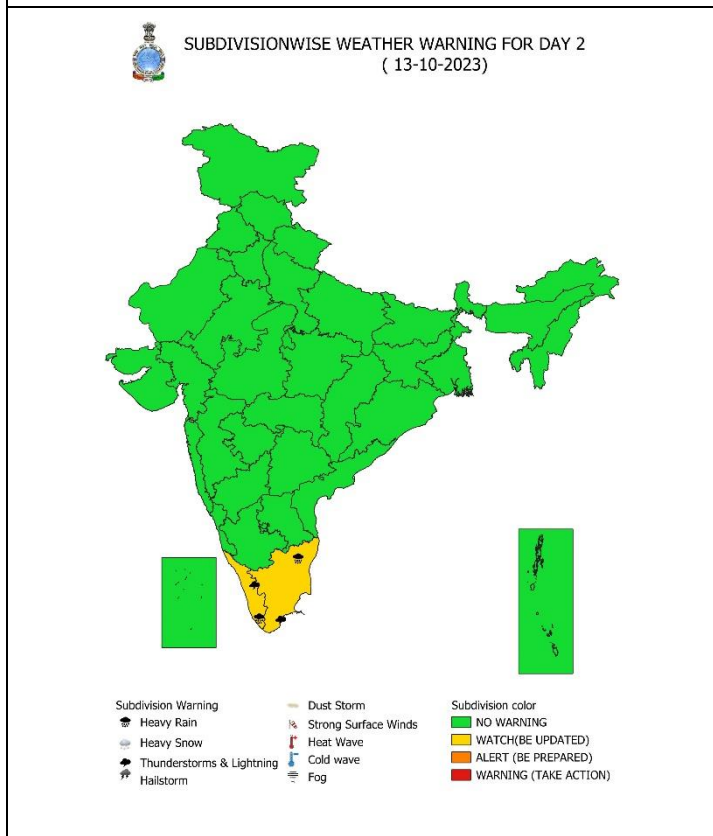 SUBDIVISIONWISE WEATHER WARNING FOR DAY 2
( 13-10-2023)
Subdivision Warning
Heavy Rain
Heavy Snow
Thunderstorms & Lightning
Hailstorm
Dust Storm
Strong Surface Winds
Heat Wave
Cold wave
Fog
Subdivision color
NO WARNING
WATCH(BE UPDATED)
ALERT (BE PREPARED)
WARNING (TAKE ACTION)